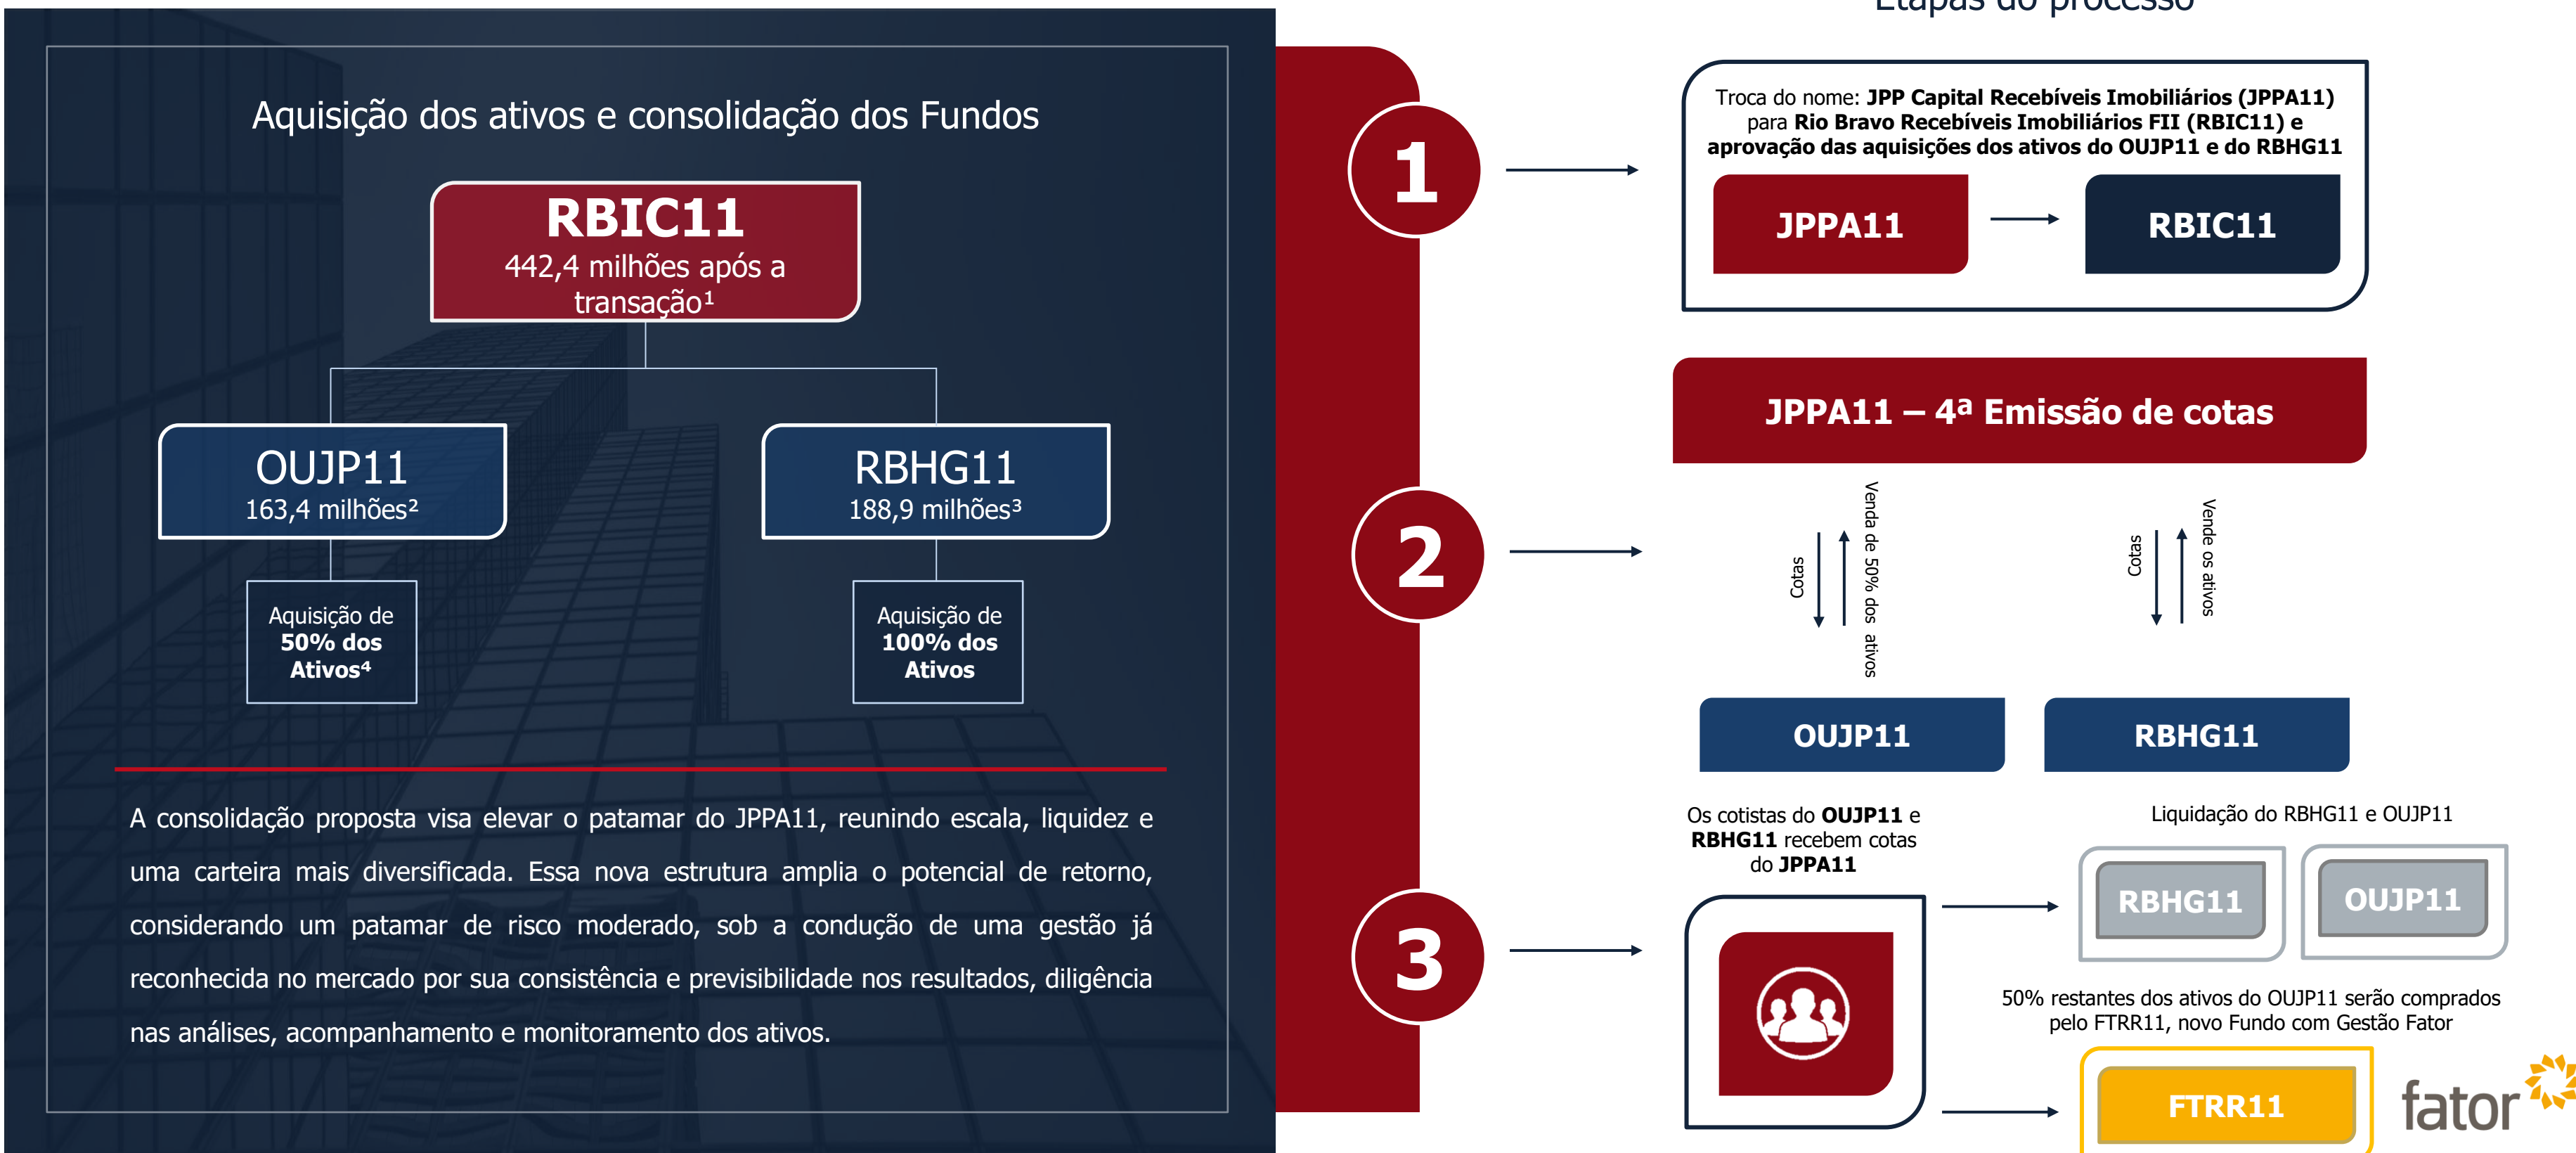 Aquisição dos ativos e consolidação dos Fundos
RBIC11
442,4 milhões após a
transação¹
OUJP11
163,4 milhões²
RBHG11
188,9 milhões³
Aquisição de
50% dos
Ativos⁴
Aquisição de
100% dos
Ativos
A consolidação proposta visa elevar o patamar do JPPA11, reunindo escala, liquidez e
uma carteira mais diversificada. Essa nova estrutura amplia o potencial de retorno,
considerando um patamar de risco moderado, sob a condução de uma gestão já
reconhecida no mercado por sua consistência e previsibilidade nos resultados, diligência
nas análises, acompanhamento e monitoramento dos ativos.
Etapas do processo
1
Troca do nome: JPP Capital Recebíveis Imobiliários (JPPA11)
para Rio Bravo Recebíveis Imobiliários FII (RBIC11) e
aprovação das aquisições dos ativos do OUJP11 e do RBHG11
JPPA11
RBIC11
2
JPPA11 – 4ª Emissão de cotas
Cotas
Venda de 50% dos ativos
Cotas
Vende os ativos
OUJP11
RBHG11
3
Os cotistas do OUJP11 e
RBHG11 recebem cotas
do JPPA11
Liquidação do RBHG11 e OUJP11
RBHG11
OUJP11
50% restantes dos ativos do OUJP11 serão comprados
pelo FTRR11, novo Fundo com Gestão Fator
FTRR11
fator